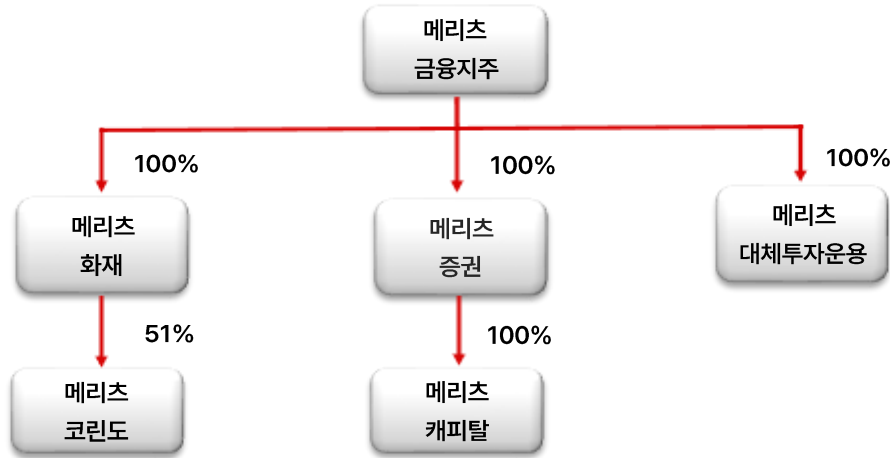 메리츠
금융지주
100%
100%
100%
메리츠
화재
메리츠
증권
메리츠
대체투자운용
51%
100%
메리츠
코린도
메리츠
캐피탈